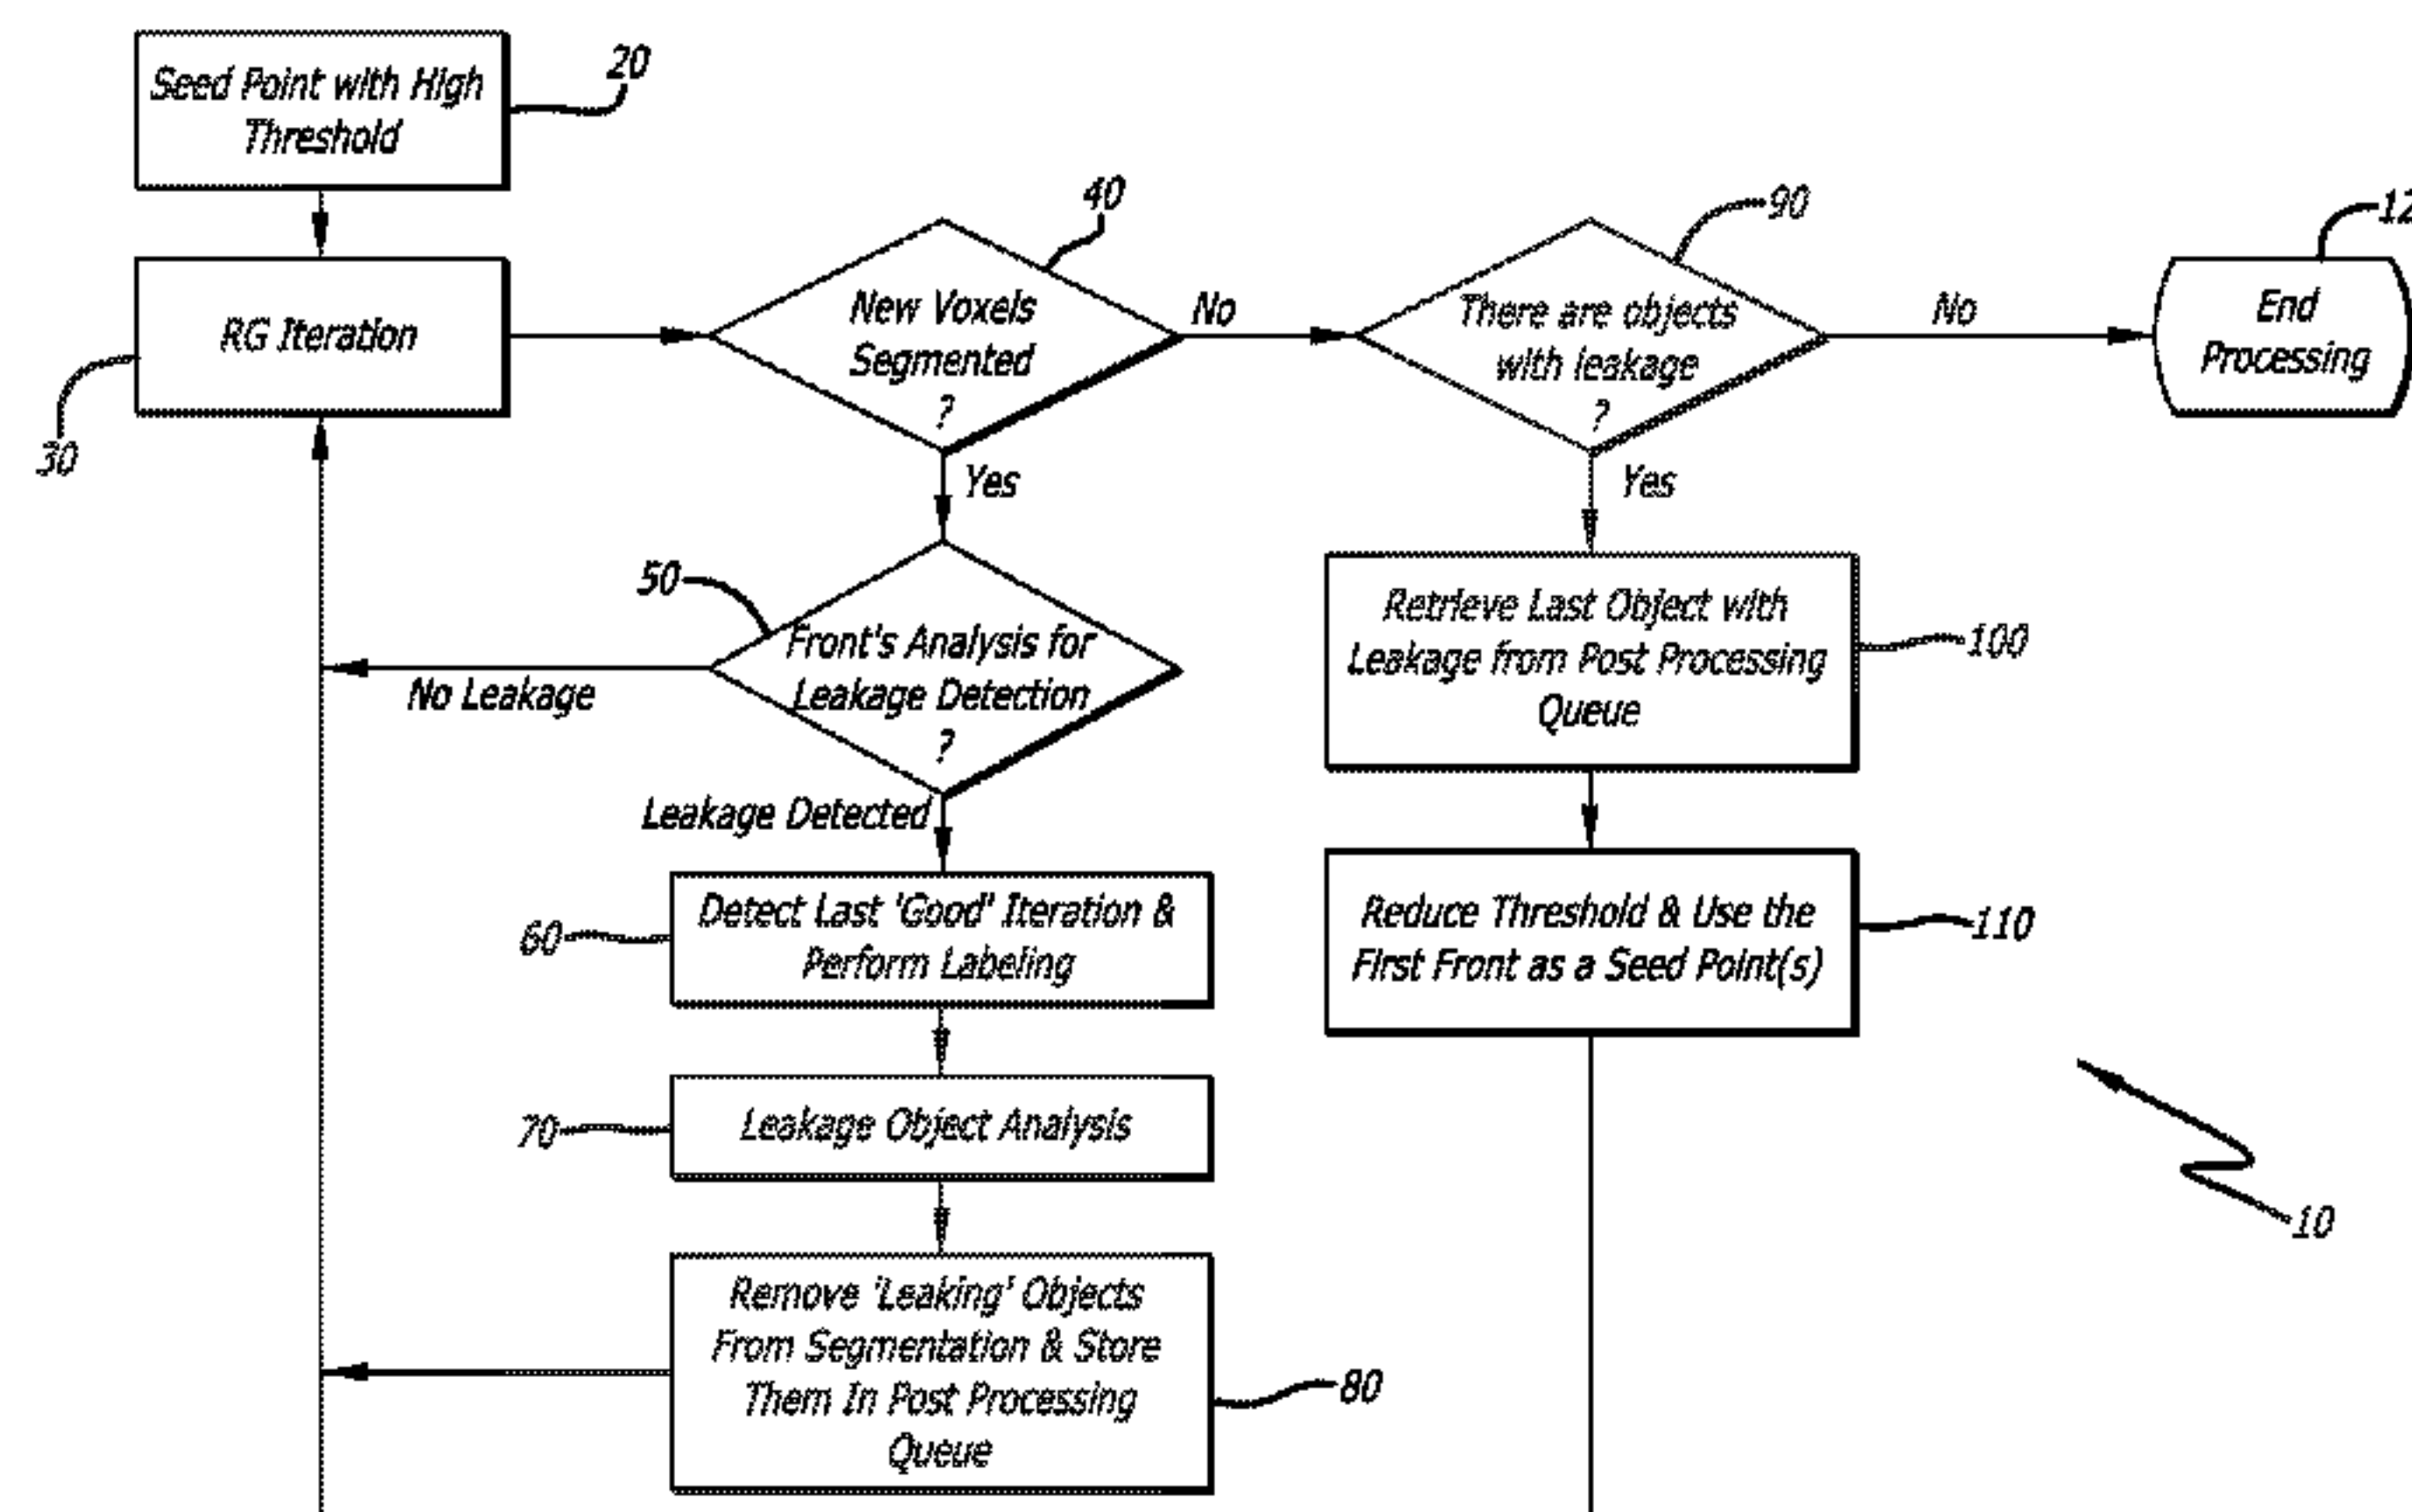 Seed Point with High
Threshold
20
RG Iteration
30
40
New Voxels
Segmented
?
No
Yes
90
There are objects
with leakage
?
No
Yes
12
End
Processing
50
Front's Analysis for
Leakage Detection
?
No Leakage
Leakage Detected
Retrieve Last Object with
Leakage from Post Processing
Queue
100
60
Detect Last 'Good' Iteration &
Perform Labeling
Reduce Threshold & Use the
First Front as a Seed Point(s)
110
70
Leakage Object Analysis
10
Remove 'Leaking' Objects
From Segmentation & Store
Them In Post Processing
Queue
80